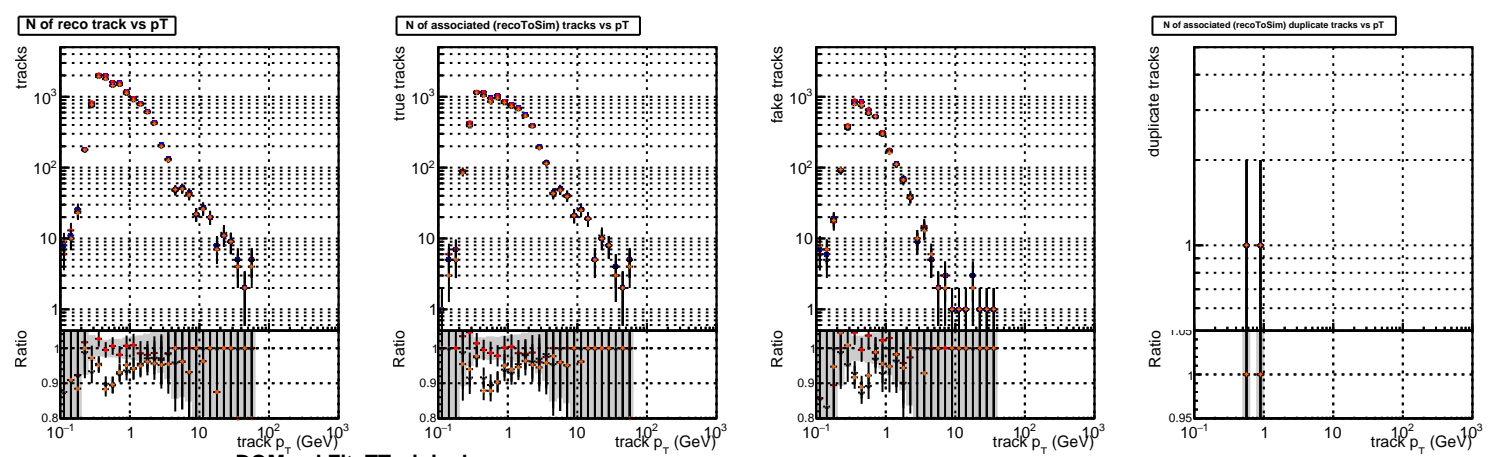 N of reco track vs pT
tracks
10³
10²
10
1
Ratio
1
0.9
0.8
10⁻¹ 1 10 10² 10³
track p_T (GeV)
N of associated (recoToSim) tracks vs pT
true tracks
10³
10²
10
1
Ratio
1
0.9
0.8
10⁻¹ 1 10 10² 10³
track p_T (GeV)
fake tracks
10³
10²
10
1
Ratio
1
0.9
0.8
10⁻¹ 1 10 10² 10³
track p_T (GeV)
N of associated (recoToSim) duplicate tracks vs pT
duplicate tracks
1
Ratio
1.05
1
0.95
10⁻¹ 1 10 10² 10³
track p_T (GeV)